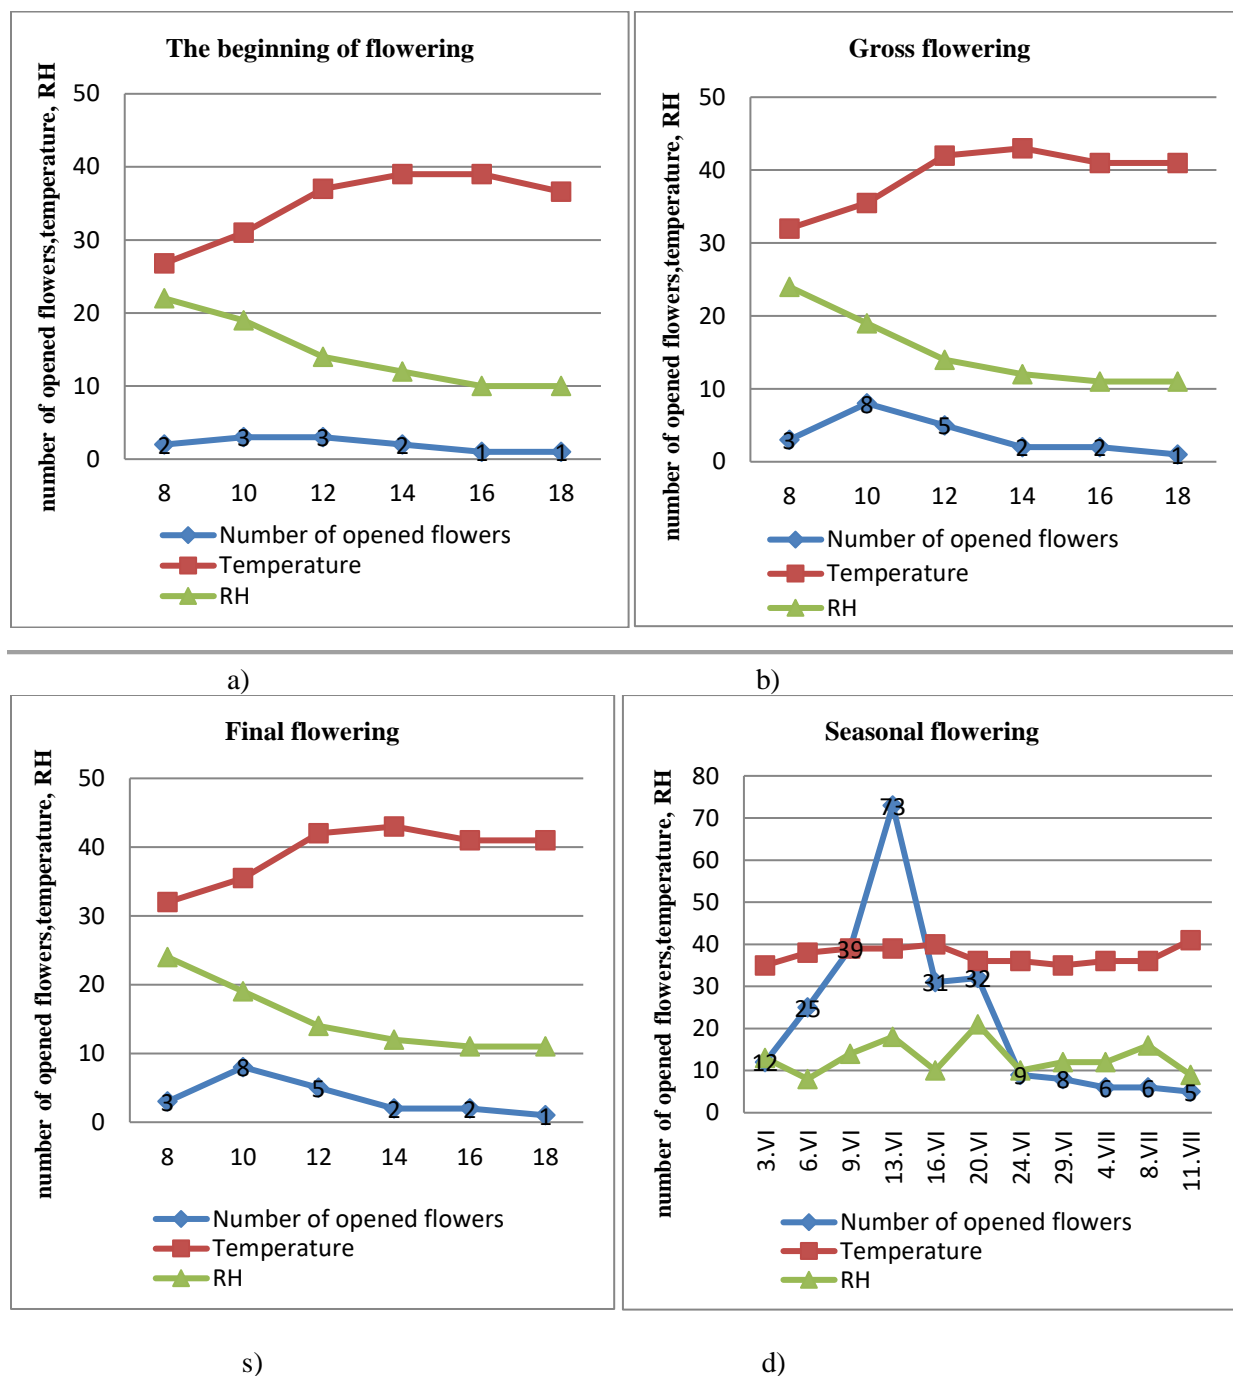 The beginning of flowering
number of opened flowers,temperature, RH
50
40
30
20
10
0
2
3
3
2
1
1
8 10 12 14 16 18
Number of opened flowers
Temperature
RH
Gross flowering
number of opened flowers,temperature, RH
50
40
30
20
10
0
3
8
5
2
2
1
8 10 12 14 16 18
Number of opened flowers
Temperature
RH
a) b)
Final flowering
number of opened flowers,temperature, RH
50
40
30
20
10
0
3
8
5
2
2
1
8 10 12 14 16 18
Number of opened flowers
Temperature
RH
Seasonal flowering
number of opened flowers,temperature, RH
80
70
60
50
40
30
20
10
0
12
25
39
73
31
32
9
8
6
6
5
3.VI
6.VI
9.VI
13.VI
16.VI
20.VI
24.VI
29.VI
4.VII
8.VII
11.VII
Number of opened flowers
Temperature
RH
s) d)